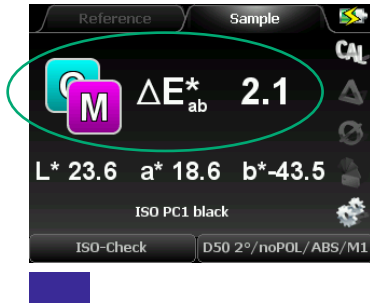 Reference Sample
CAL
C M ΔE*ab 2.1
L* 23.6 a* 18.6 b*-43.5
ISO PC1 black
ISO-Check D50 2°/noPOL/ABS/M1